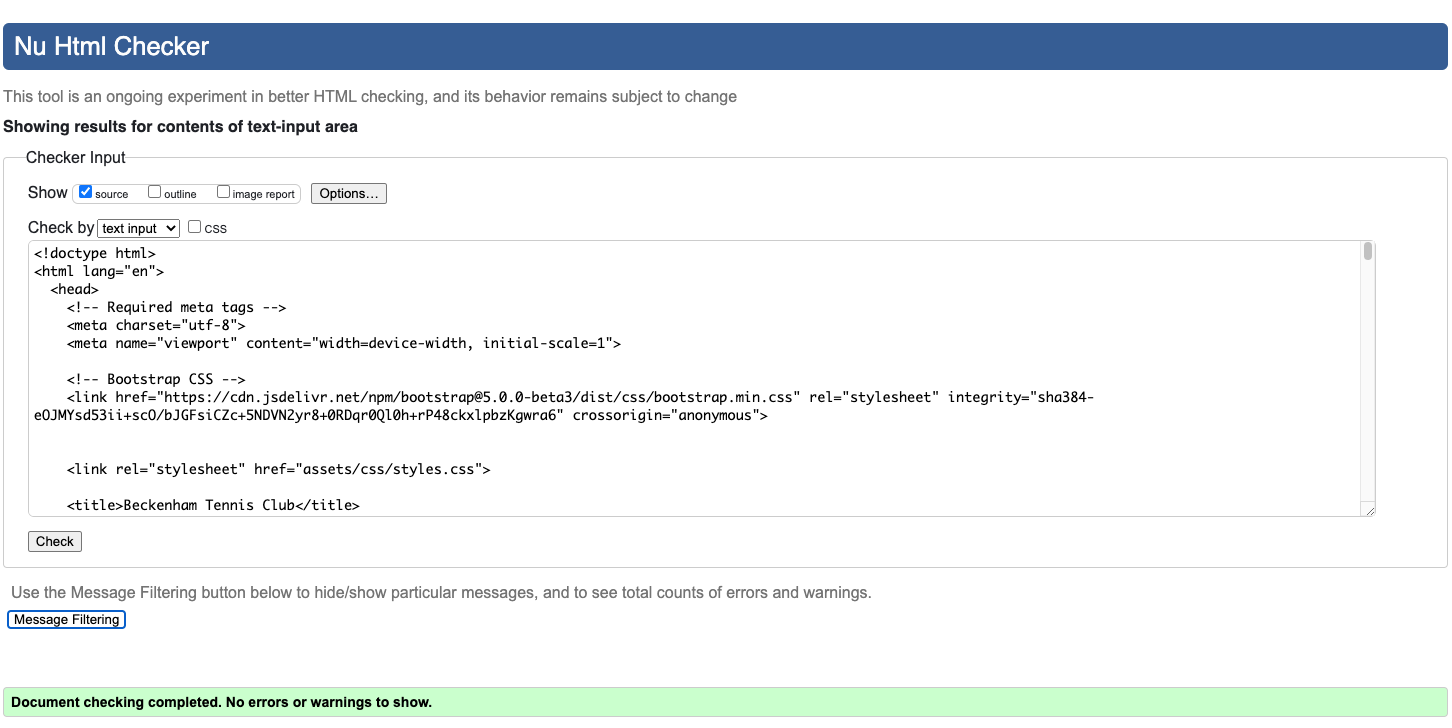 Nu Html Checker
This tool is an ongoing experiment in better HTML checking, and its behavior remains subject to change
Showing results for contents of text-input area
Checker Input
Show source outline image report Options...
Check by text input css
<!doctype html>
<html lang="en">
<head>
<!-- Required meta tags -->
<meta charset="utf-8">
<meta name="viewport" content="width=device-width, initial-scale=1">
<!-- Bootstrap CSS -->
<link href="https://cdn.jsdelivr.net/npm/bootstrap@5.0.0-beta3/dist/css/bootstrap.min.css" rel="stylesheet" integrity="sha384-
eOJMYsd53ii+scO/bJGFsiCZc+5NDVN2yr8+0RDqr0Ql0h+rP48ckxlpbzKgwra6" crossorigin="anonymous">
<link rel="stylesheet" href="assets/css/styles.css">
<title>Beckenham Tennis Club</title>
Check
Use the Message Filtering button below to hide/show particular messages, and to see total counts of errors and warnings.
Message Filtering
Document checking completed. No errors or warnings to show.